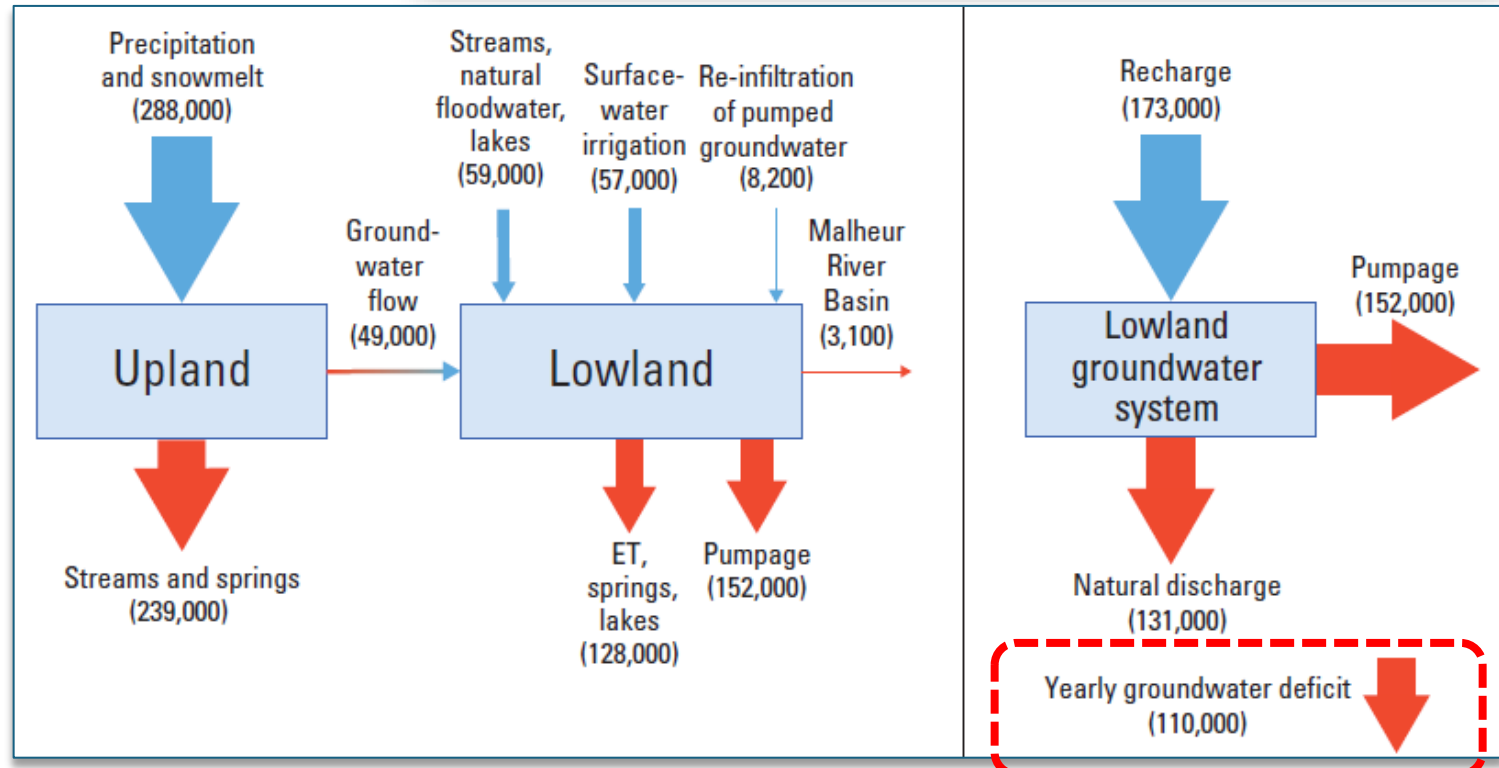 Precipitation
and snowmelt
(288,000)
Streams,
natural
floodwater,
lakes
(59,000)
Surface-
water
irrigation
(57,000)
Re-infiltration
of pumped
groundwater
(8,200)
Ground-
water
flow
(49,000)
Malheur
River
Basin
(3,100)
Upland
Lowland
Streams and springs
(239,000)
ET,
springs,
lakes
(128,000)
Pumpage
(152,000)
Recharge
(173,000)
Pumpage
(152,000)
Lowland
groundwater
system
Natural discharge
(131,000)
Yearly groundwater deficit
(110,000)